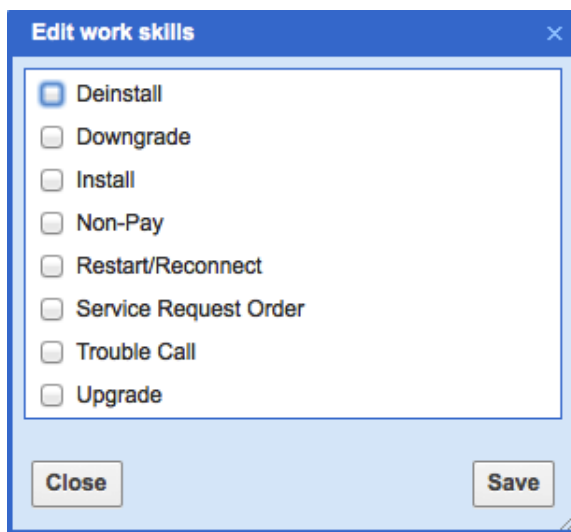 Edit work skills
Deinstall
Downgrade
Install
Non-Pay
Restart/Reconnect
Service Request Order
Trouble Call
Upgrade
Close Save